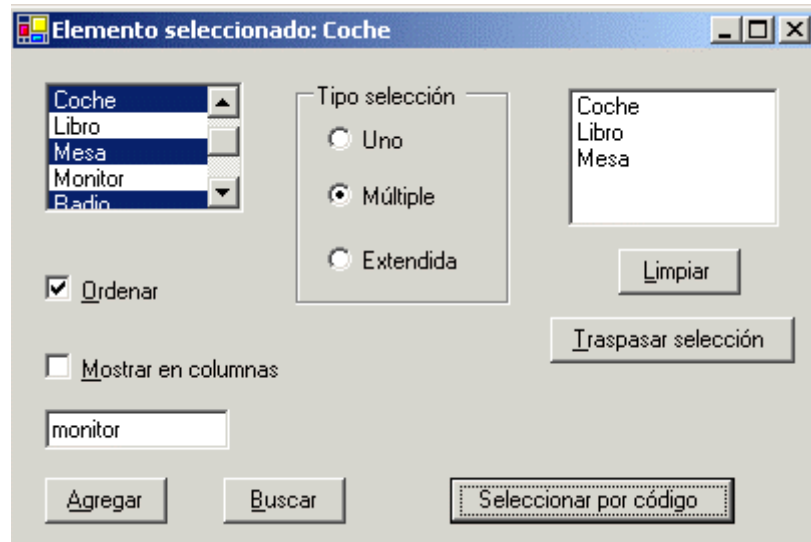 Elemento seleccionado: Coche
Coche
Libro
Mesa
Monitor
Radio
Tipo selección
Uno
Múltiple
Extendida
Coche
Libro
Mesa
Limpiar
Traspasar selección
Ordenar
Mostrar en columnas
monitor
Agregar
Buscar
Seleccionar por código